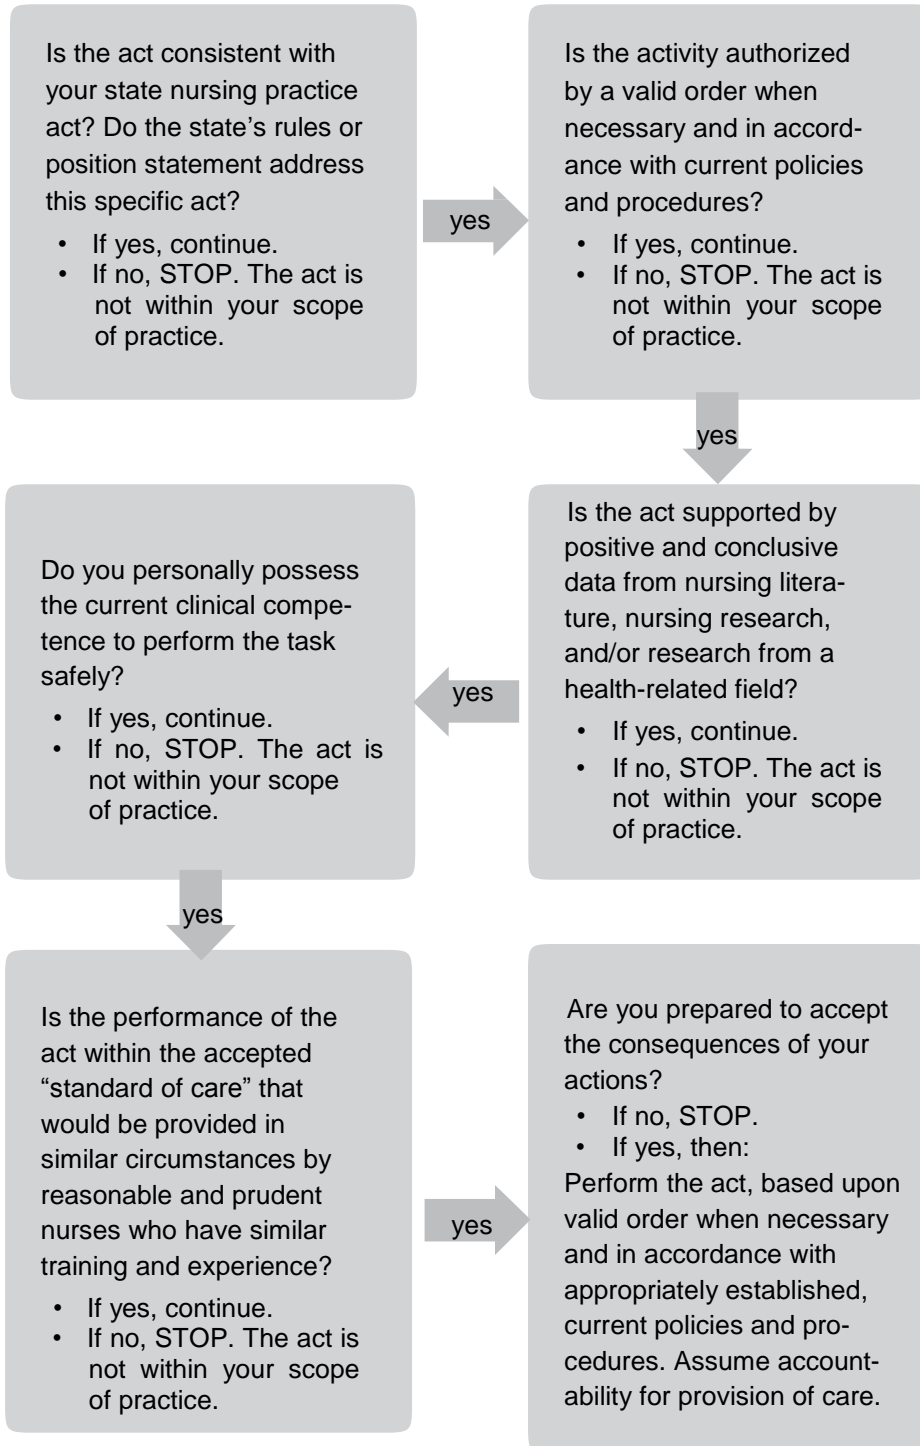 Is the act consistent with
your state nursing practice
act? Do the state’s rules or
position statement address
this specific act?
• If yes, continue.
• If no, STOP. The act is
not within your scope
of practice.
yes
Is the activity authorized
by a valid order when
necessary and in accord-
ance with current policies
and procedures?
• If yes, continue.
• If no, STOP. The act is
not within your scope
of practice.
yes
Is the act supported by
positive and conclusive
data from nursing litera-
ture, nursing research,
and/or research from a
health-related field?
• If yes, continue.
• If no, STOP. The act is
not within your scope
of practice.
yes
Do you personally possess
the current clinical compe-
tence to perform the task
safely?
• If yes, continue.
• If no, STOP. The act is
not within your scope
of practice.
yes
Is the performance of the
act within the accepted
“standard of care” that
would be provided in
similar circumstances by
reasonable and prudent
nurses who have similar
training and experience?
• If yes, continue.
• If no, STOP. The act is
not within your scope
of practice.
yes
Are you prepared to accept
the consequences of your
actions?
• If no, STOP.
• If yes, then:
Perform the act, based upon
valid order when necessary
and in accordance with
appropriately established,
current policies and pro-
cedures. Assume account-
ability for provision of care.